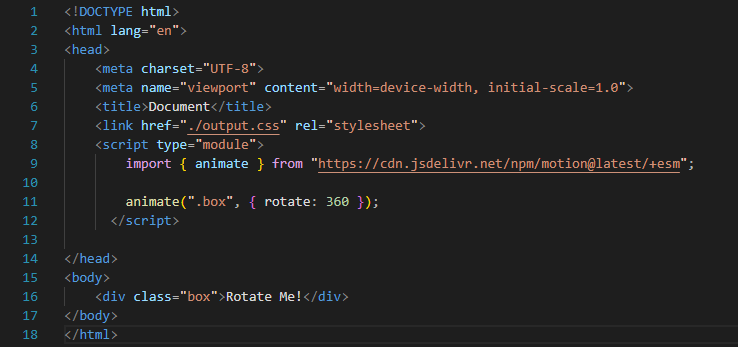 1 <!DOCTYPE html>
2 <html lang="en">
3 <head>
4     <meta charset="UTF-8">
5     <meta name="viewport" content="width=device-width, initial-scale=1.0">
6     <title>Document</title>
7     <link href="./output.css" rel="stylesheet">
8     <script type="module">
9         import { animate } from "https://cdn.jsdelivr.net/npm/motion@latest/+esm";
10
11         animate(".box", { rotate: 360 });
12       </script>
13
14 </head>
15 <body>
16     <div class="box">Rotate Me!</div>
17 </body>
18 </html>